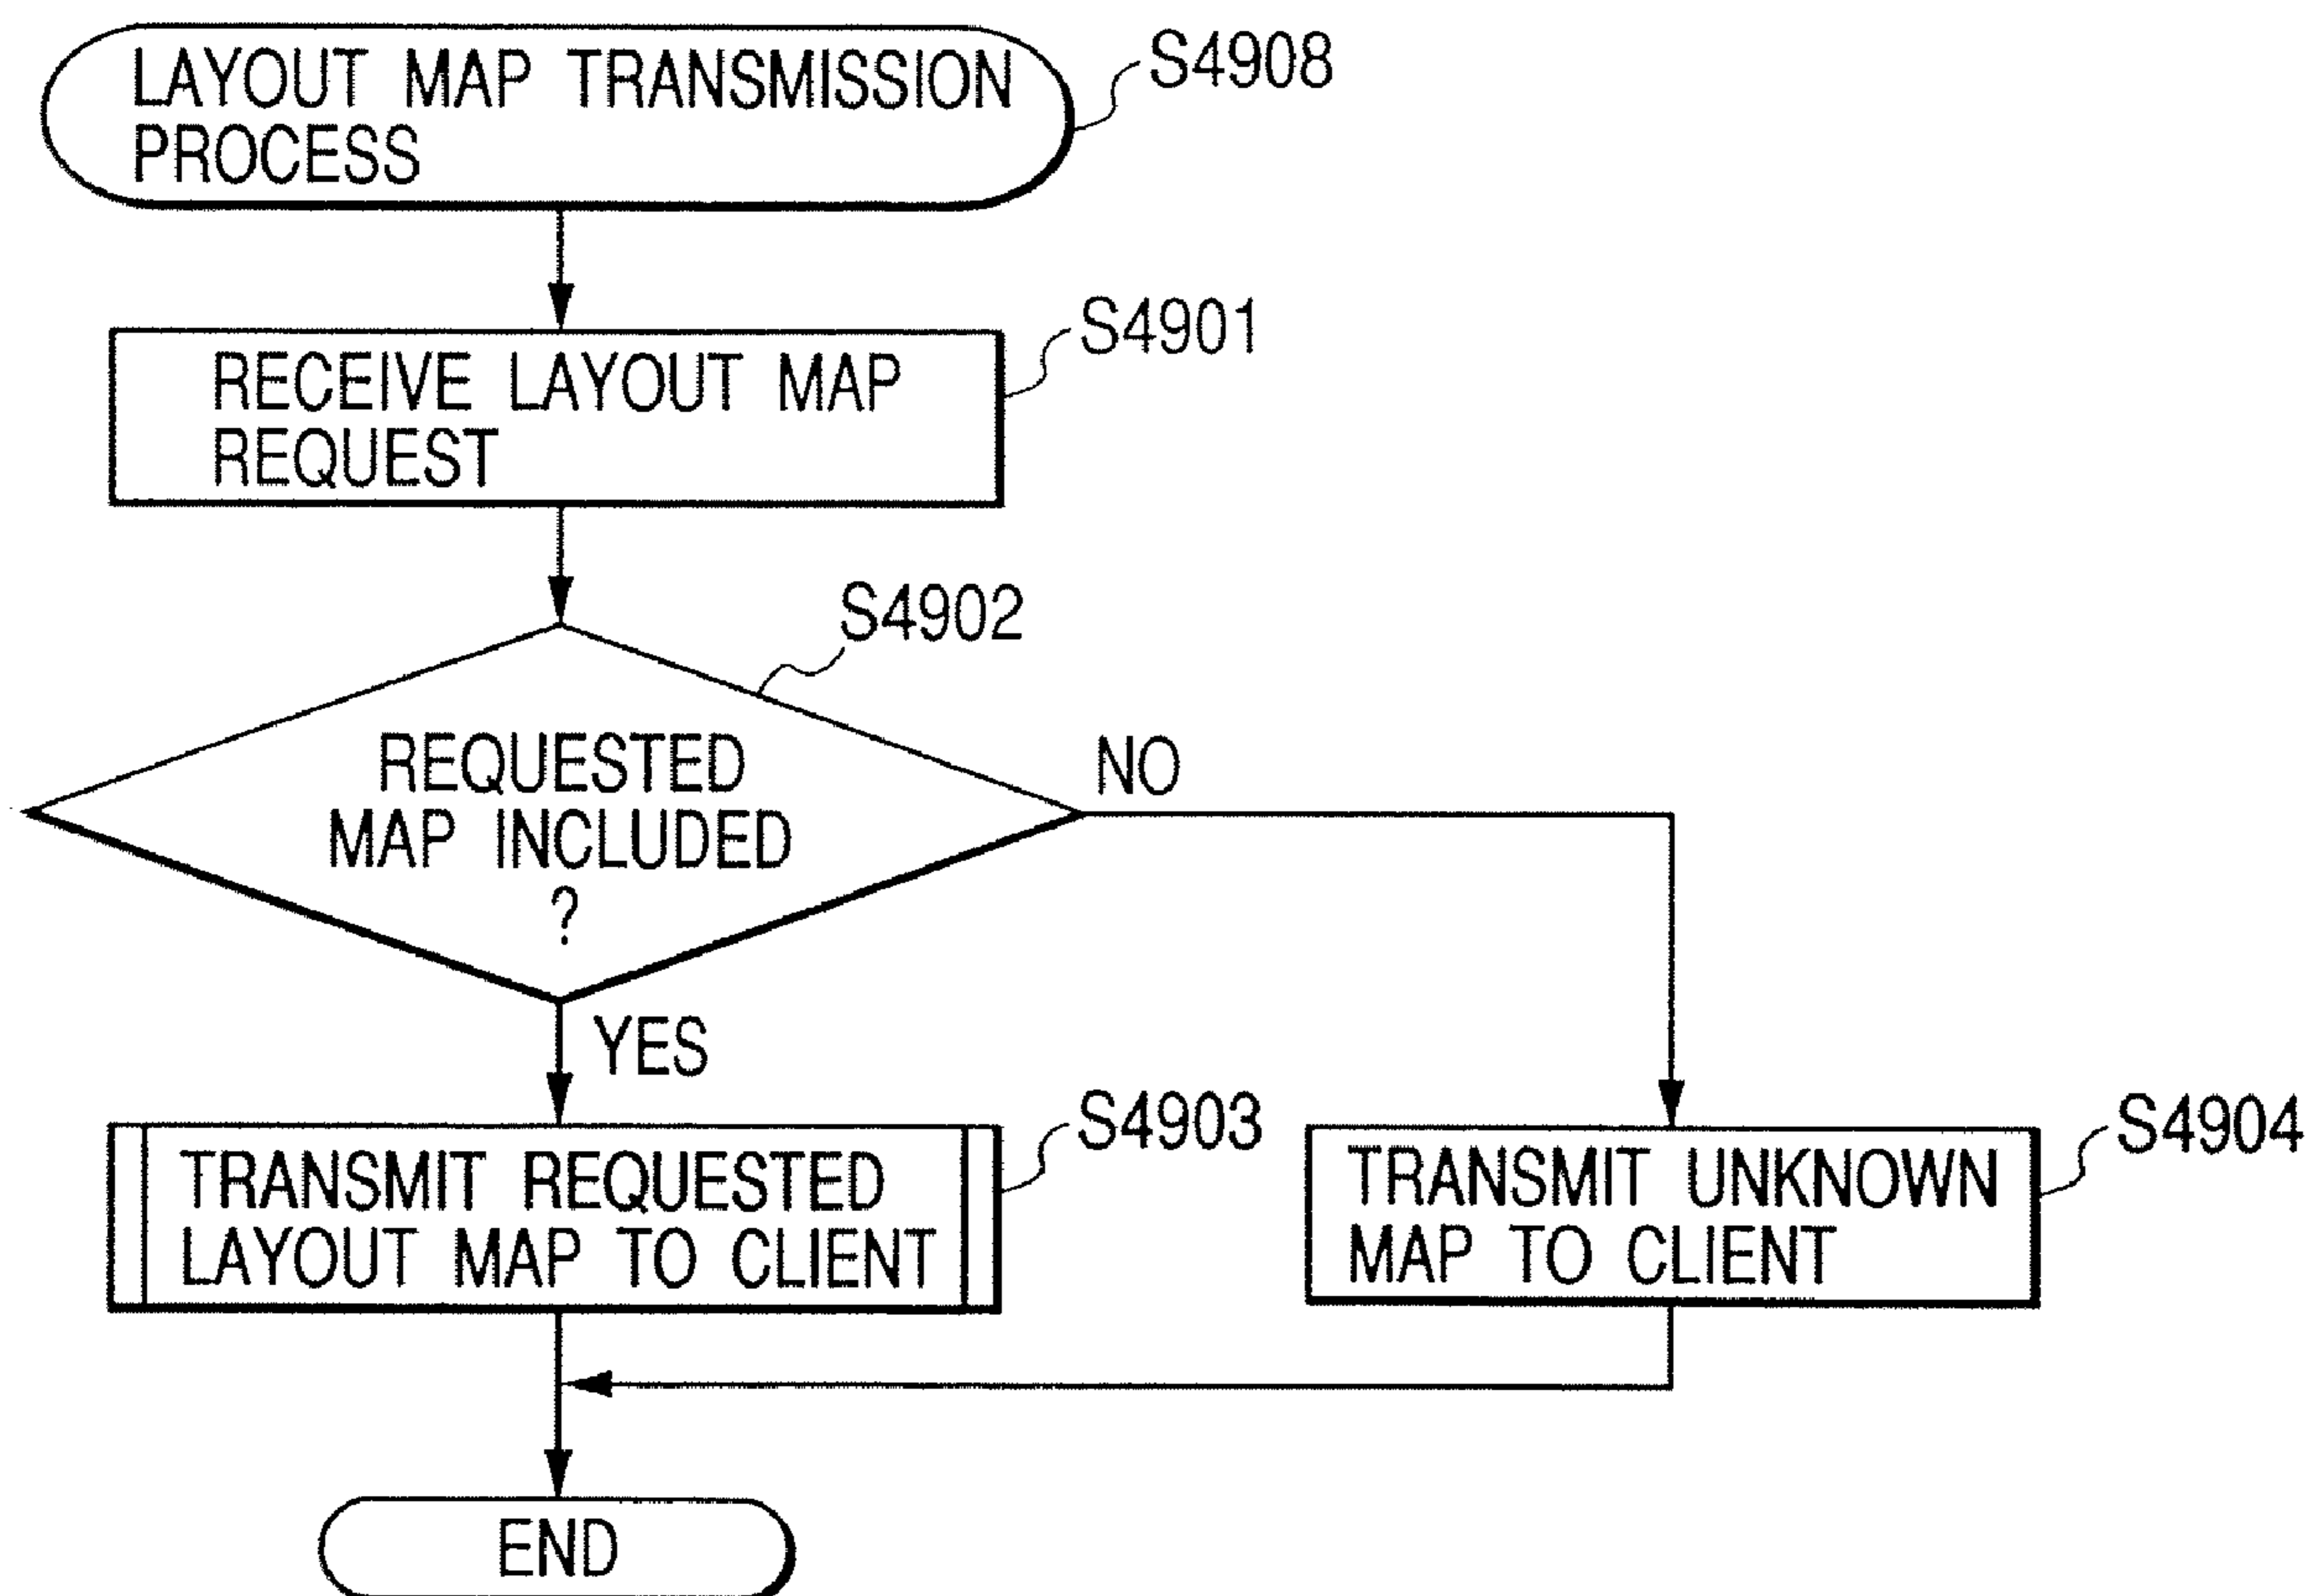 LAYOUT MAP TRANSMISSION
PROCESS
S4908
RECEIVE LAYOUT MAP
REQUEST
S4901
S4902
REQUESTED
MAP INCLUDED
?
NO
YES
TRANSMIT REQUESTED
LAYOUT MAP TO CLIENT
S4903
TRANSMIT UNKNOWN
MAP TO CLIENT
S4904
END